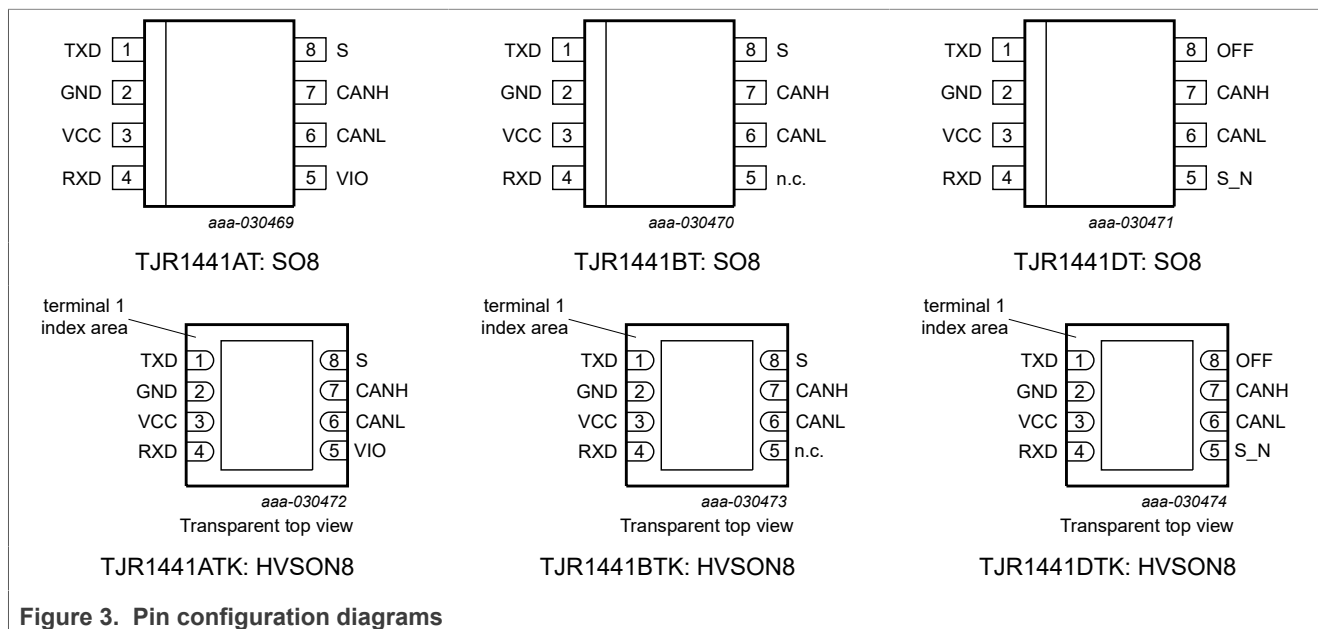 TXD 1 8 S
GND 2 7 CANH
VCC 3 6 CANL
RXD 4 5 VIO
aaa-030469
TJR1441AT: SO8
TXD 1 8 S
GND 2 7 CANH
VCC 3 6 CANL
RXD 4 5 n.c.
aaa-030470
TJR1441BT: SO8
TXD 1 8 OFF
GND 2 7 CANH
VCC 3 6 CANL
RXD 4 5 S_N
aaa-030471
TJR1441DT: SO8
terminal 1
index area
TXD 1 8 S
GND 2 7 CANH
VCC 3 6 CANL
RXD 4 5 VIO
aaa-030472
Transparent top view
TJR1441ATK: HVSON8
terminal 1
index area
TXD 1 8 S
GND 2 7 CANH
VCC 3 6 CANL
RXD 4 5 n.c.
aaa-030473
Transparent top view
TJR1441BTK: HVSON8
terminal 1
index area
TXD 1 8 OFF
GND 2 7 CANH
VCC 3 6 CANL
RXD 4 5 S_N
aaa-030474
Transparent top view
TJR1441DTK: HVSON8
Figure 3. Pin configuration diagrams